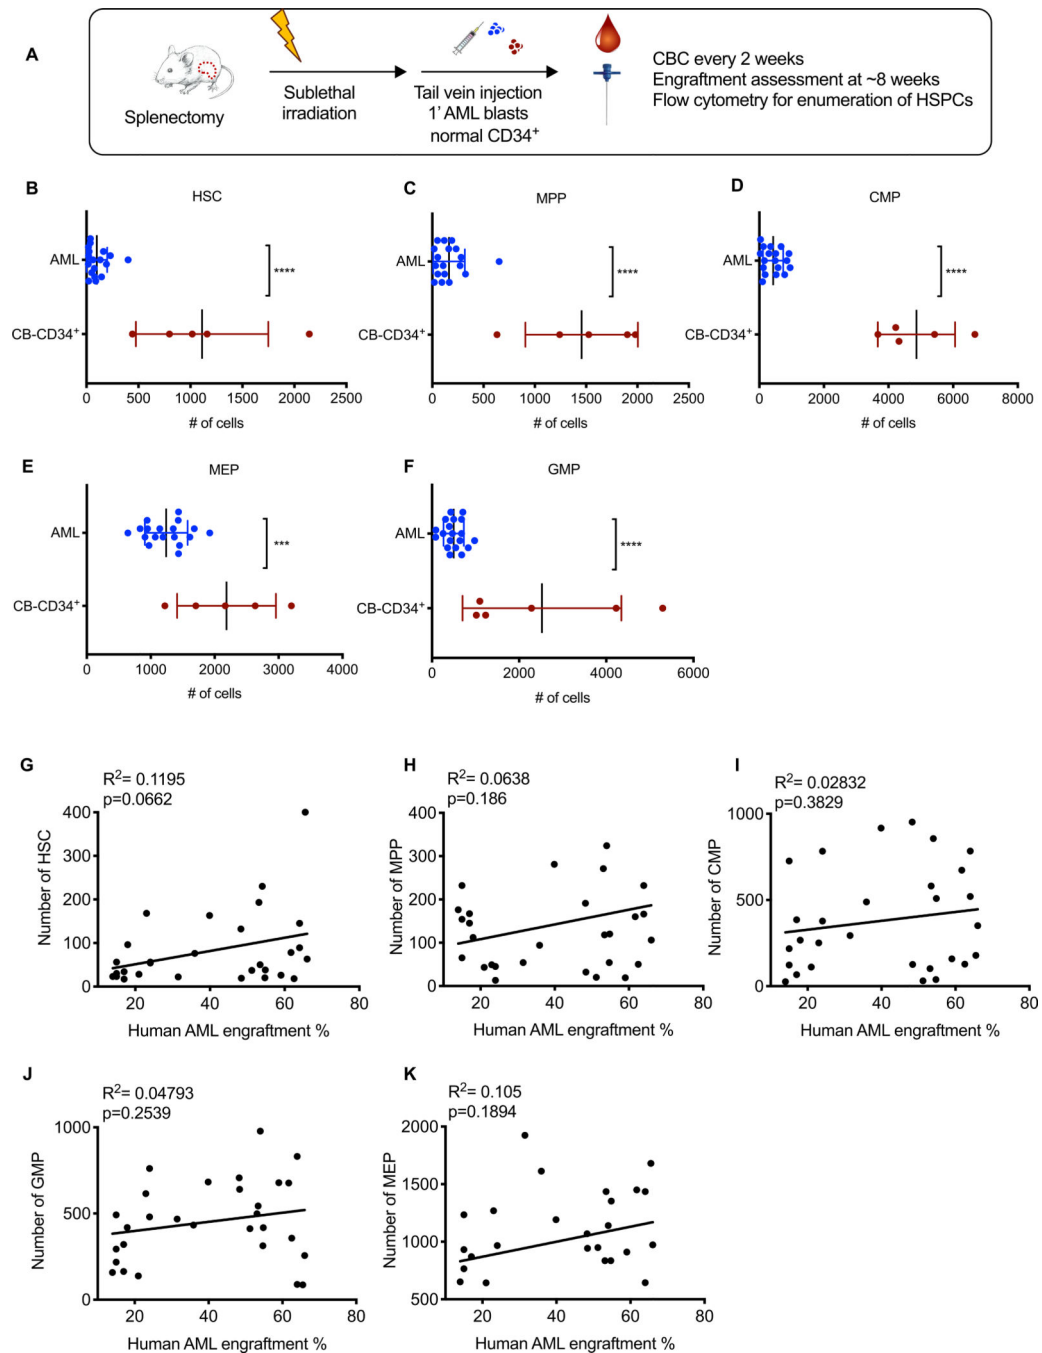 A
Splenectomy
Sublethal
irradiation
Tail vein injection
1' AML blasts
normal CD34+
CBC every 2 weeks
Engraftment assessment at ~8 weeks
Flow cytometry for enumeration of HSPCs
B
HSC
AML
CB-CD34+
****
0 500 1000 1500 2000 2500
# of cells
C
MPP
AML
CB-CD34+
****
0 500 1000 1500 2000 2500
# of cells
D
CMP
AML
CB-CD34+
****
0 2000 4000 6000 8000
# of cells
E
MEP
AML
CB-CD34+
***
0 1000 2000 3000 4000
# of cells
F
GMP
AML
CB-CD34+
****
0 2000 4000 6000
# of cells
G
R2= 0.1195
p=0.0662
Number of HSC
400
300
200
100
0
0 20 40 60 80
Human AML engraftment %
H
R2= 0.0638
p=0.186
Number of MPP
400
300
200
100
0
0 20 40 60 80
Human AML engraftment %
I
R2= 0.02832
p=0.3829
Number of CMP
1000
500
0
0 20 40 60 80
Human AML engraftment %
J
R2= 0.04793
p=0.2539
Number of GMP
1000
500
0
0 20 40 60 80
Human AML engraftment %
K
R2= 0.105
p=0.1894
Number of MEP
2000
1500
1000
500
0 20 40 60 80
Human AML engraftment %